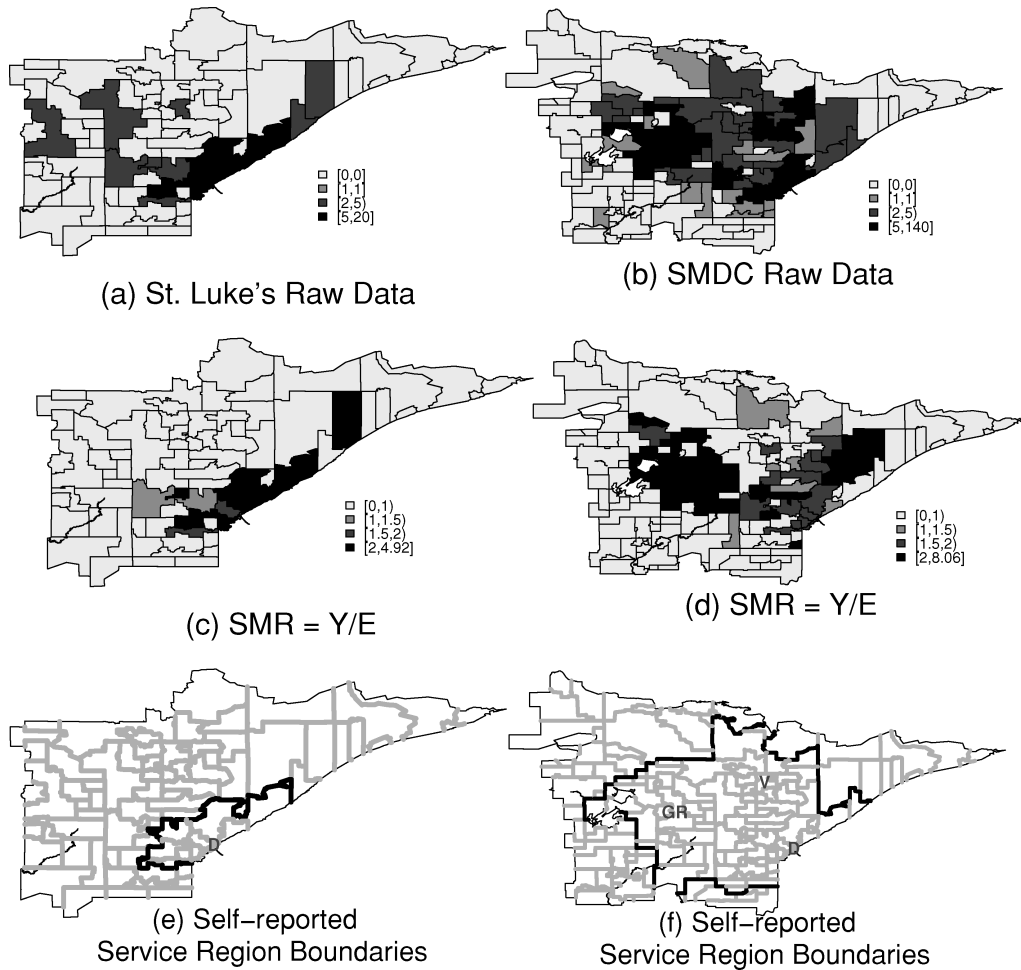 [0,0]
[1,1]
[2,5)
[5,20]
(a) St. Luke's Raw Data
[0,0]
[1,1]
[2,5)
[5,140]
(b) SMDC Raw Data
[0,1)
[1,1.5)
[1.5,2)
[2,4.92]
(c) SMR = Y/E
[0,1)
[1,1.5)
[1.5,2)
[2,8.06]
(d) SMR = Y/E
D
(e) Self−reported
Service Region Boundaries
V
GR
D
(f) Self−reported
Service Region Boundaries